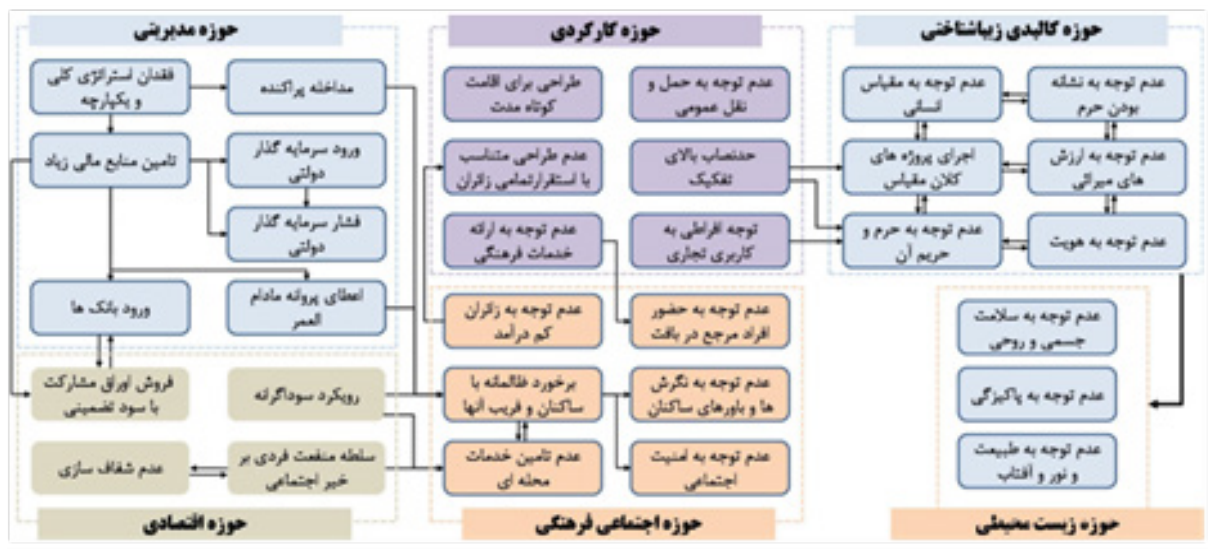 حوزه کالبدی زیباشناختی
عدم توجه به نشانه
بودن حرم
عدم توجه به مقیاس
انسانی
عدم توجه به ارزش
های میراثی
اجرای پروژه های
کلان مقیاس
عدم توجه به هویت
عدم توجه به حرم و
حریم آن
حوزه کارکردی
عدم توجه به حمل و
نقل عمومی
طراحی برای اقامت
کوتاه مدت
حدنصاب بالای
تفکیک
عدم طراحی متناسب
با استقرارتمامی زائران
توجه افراطی به
کاربری تجاری
عدم توجه به ارائه
خدمات فرهنگی
حوزه مدیریتی
مداخله پراکنده
فقدان استراتژی کلی
و یکپارچه
ورود سرمایه گذار
دولتی
تامین منابع مالی زیاد
فشار سرمایه گذار
دولتی
اعطای پروانه مادام
العمر
ورود بانک ها
عدم توجه به سلامت
جسمی و روحی
عدم توجه به پاکیزگی
عدم توجه به طبیعت
و نور و آفتاب
حوزه زیست محیطی
عدم توجه به حضور
افراد مرجع در بافت
عدم توجه به زائران
کم درآمد
عدم توجه به نگرش
ها و باورهای ساکنان
برخورد ظالمانه با
ساکنان و فریب آنها
عدم توجه به امنیت
اجتماعی
عدم تامین خدمات
محله ای
حوزه اجتماعی فرهنگی
رویکرد سوداگرانه
فروش اوراق مشارکت
با سود تضمینی
سلطه منفعت فردی بر
خیر اجتماعی
عدم شفاف سازی
حوزه اقتصادی